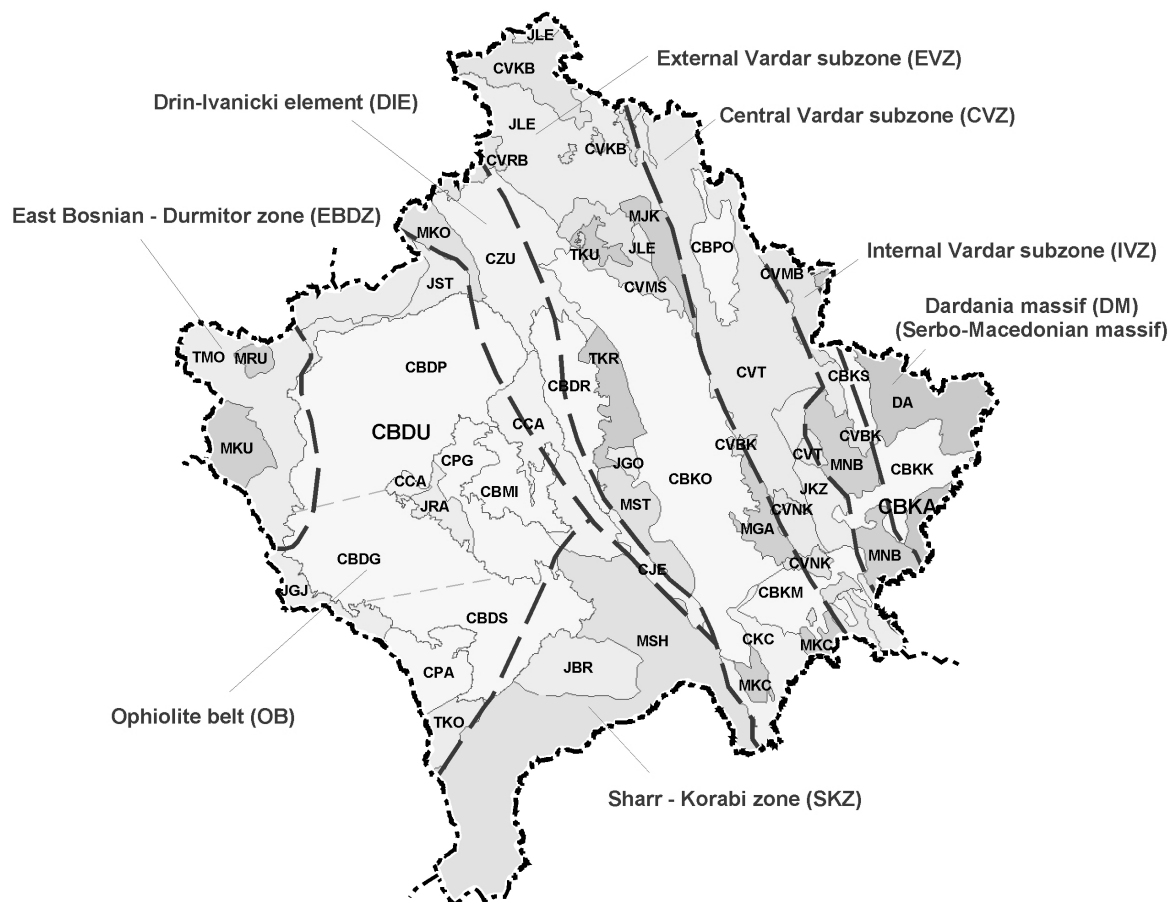 JLE
External Vardar subzone (EVZ)
CVKB
Drin-Ivanicki element (DIE)
Central Vardar subzone (CVZ)
JLE
CVKB
CVRB
East Bosnian - Durmitor zone (EBDZ)
MJK
MKO
CBPO
JLE
Internal Vardar subzone (IVZ)
TKU
CZU
CVMB
JST
CVMS
Dardania massif (DM)
(Serbo-Macedonian massif)
TMO
MRU
TKR
CBDP
CBDR
CVT
CBKS
DA
CBDU
CCA
CVBK
CVBK
MKU
CVT
CPG
JGO
MNB
CBKK
CCA
CBMI
CBKO
JKZ
JRA
MST
CVNK
CBKA
MGA
CBDG
MNB
CJE
CVNK
JGJ
CBKM
CBDS
MSH
CKC
MKC
CPA
JBR
MKC
Ophiolite belt (OB)
TKO
Sharr - Korabi zone (SKZ)